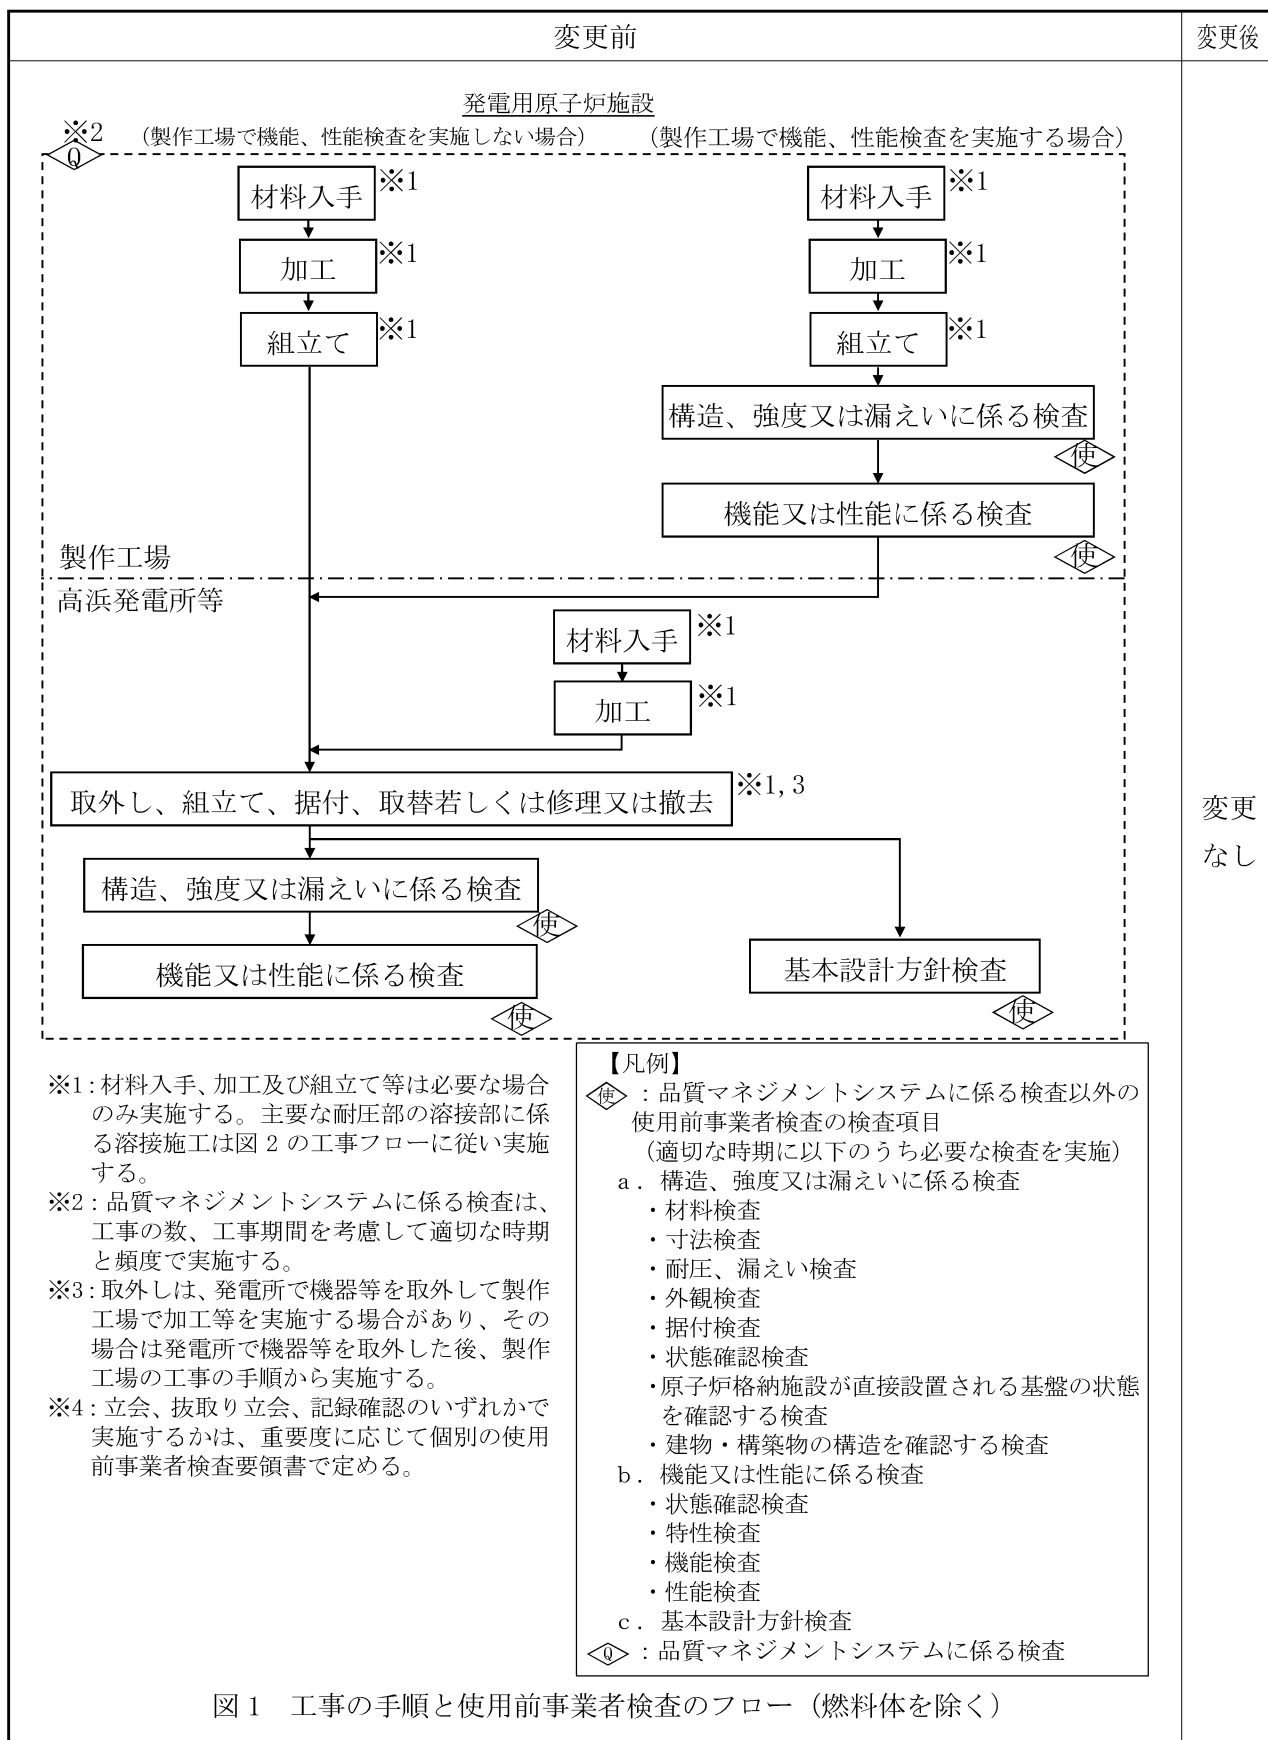 変更前
変更後
発電用原子炉施設
※2
Q
(製作工場で機能、性能検査を実施しない場合)
(製作工場で機能、性能検査を実施する場合)
材料入手
※1
加工
※1
組立て
※1
材料入手
※1
加工
※1
組立て
※1
構造、強度又は漏えいに係る検査
使
機能又は性能に係る検査
使
製作工場
高浜発電所等
材料入手
※1
加工
※1
取外し、組立て、据付、取替若しくは修理又は撤去
※1,3
構造、強度又は漏えいに係る検査
使
機能又は性能に係る検査
使
基本設計方針検査
使
変更
なし
※1:材料入手、加工及び組立て等は必要な場合
のみ実施する。主要な耐圧部の溶接部に係
る溶接施工は図2の工事フローに従い実施
する。
※2:品質マネジメントシステムに係る検査は、
工事の数、工事期間を考慮して適切な時期
と頻度で実施する。
※3:取外しは、発電所で機器等を取外して製作
工場で加工等を実施する場合があり、その
場合は発電所で機器等を取外した後、製作
工場の工事の手順から実施する。
※4:立会、抜取り立会、記録確認のいずれかで
実施するかは、重要度に応じて個別の使用
前事業者検査要領書で定める。
【凡例】
使 :品質マネジメントシステムに係る検査以外の
使用前事業者検査の検査項目
(適切な時期に以下のうち必要な検査を実施)
a.構造、強度又は漏えいに係る検査
・材料検査
・寸法検査
・耐圧、漏えい検査
・外観検査
・据付検査
・状態確認検査
・原子炉格納施設が直接設置される基盤の状態
を確認する検査
・建物・構築物の構造を確認する検査
b.機能又は性能に係る検査
・状態確認検査
・特性検査
・機能検査
・性能検査
c.基本設計方針検査
Q :品質マネジメントシステムに係る検査
図1 工事の手順と使用前事業者検査のフロー(燃料体を除く)